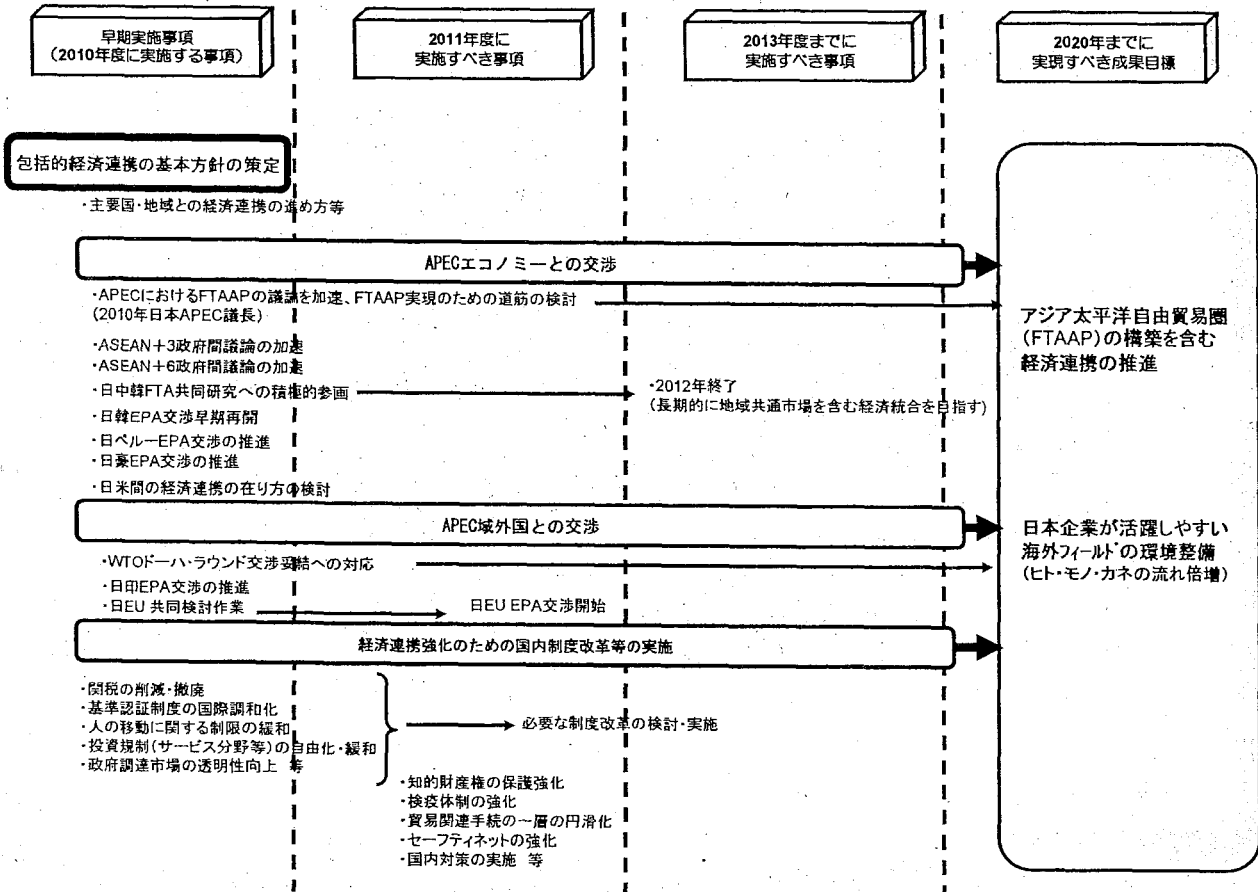 早期実施事項
(2010年度に実施する事項)
2011年度に
実施すべき事項
2013年度までに
実施すべき事項
2020年までに
実現すべき成果目標
包括的経済連携の基本方針の策定
・主要国・地域との経済連携の進め方等
APECエコノミーとの交渉
・APECにおけるFTAAPの議論を加速、FTAAP実現のための道筋の検討
(2010年日本APEC議長)
・ASEAN+3政府間議論の加速
・ASEAN+6政府間議論の加速
・日中韓FTA共同研究への積極的参画
・2012年終了
(長期的に地域共通市場を含む経済統合を目指す)
・日韓EPA交渉早期再開
・日ペルーEPA交渉の推進
・日豪EPA交渉の推進
・日米間の経済連携の在り方の検討
アジア太平洋自由貿易圏
(FTAAP)の構築を含む
経済連携の推進
APEC域外国との交渉
・WTOドーハ・ラウンド交渉妥結への対応
・日印EPA交渉の推進
・日EU 共同検討作業
日EU EPA交渉開始
日本企業が活躍しやすい
海外フィールドの環境整備
(ヒト・モノ・カネの流れ倍増)
経済連携強化のための国内制度改革等の実施
・関税の削減・撤廃
・基準認証制度の国際調和化
・人の移動に関する制限の緩和
・投資規制(サービス分野等)の自由化・緩和
・政府調達市場の透明性向上 等
必要な制度改革の検討・実施
・知的財産権の保護強化
・検疫体制の強化
・貿易関連手続の一層の円滑化
・セーフティネットの強化
・国内対策の実施 等